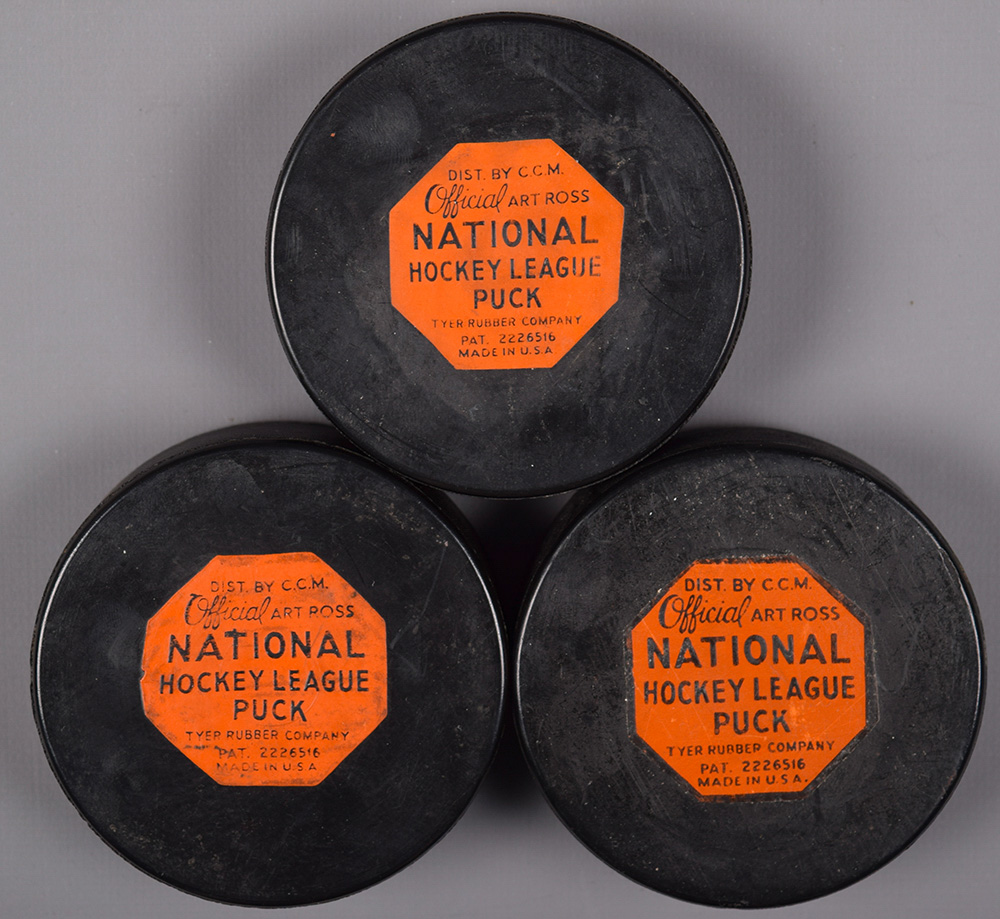 DIST. BY C.C.M.
Official ART ROSS
NATIONAL
HOCKEY LEAGUE
PUCK
TYER RUBBER COMPANY
PAT. 2226516
MADE IN U.S.A
DIST. BY C.C.M.
Official ART ROSS
NATIONAL
HOCKEY LEAGUE
PUCK
TYER RUBBER COMPANY
PAT. 2226516
MADE IN U.S.A
DIST. BY C.C.M.
Official ART ROSS
NATIONAL
HOCKEY LEAGUE
PUCK
TYER RUBBER COMPANY
PAT. 2226516
MADE IN U.S.A.